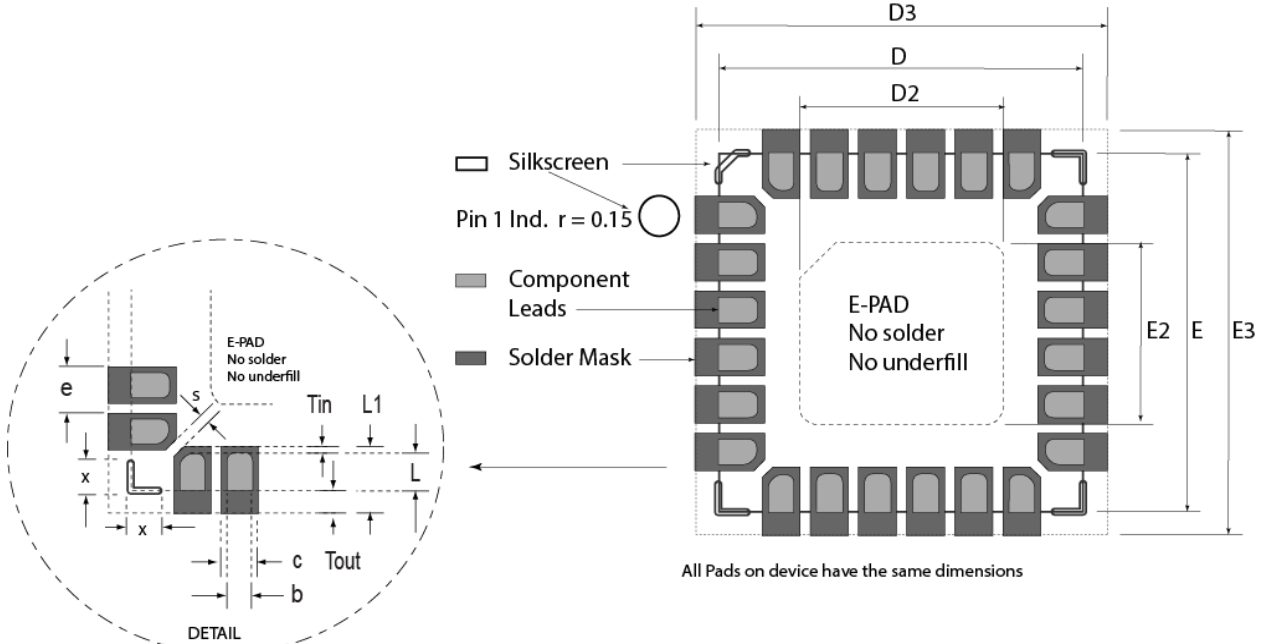 D3
D
D2
Silkscreen
Pin 1 Ind. r = 0.15
Component
Leads
Solder Mask
E-PAD
No solder
No underfill
E2
E
E3
All Pads on device have the same dimensions
E-PAD
No solder
No underfill
e
s
Tin
L1
x
L
x
c
Tout
b
DETAIL